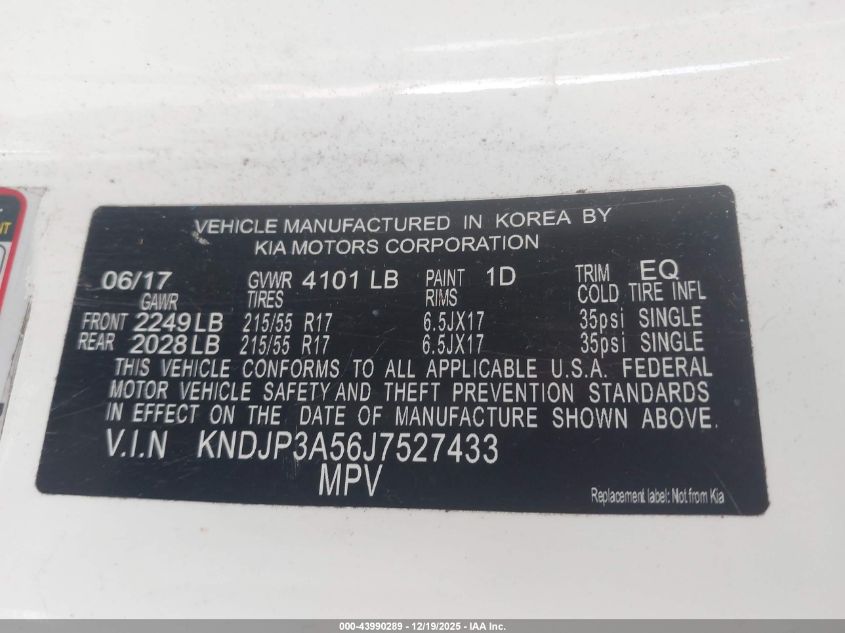 NT
VEHICLE MANUFACTURED IN KOREA BY
KIA MOTORS CORPORATION
06/17 GVWR 4101 LB PAINT 1D TRIM EQ
GAWR TIRES RIMS COLD TIRE INFL
FRONT 2249 LB 215/55 R17 6.5JX17 35psi SINGLE
REAR 2028 LB 215/55 R17 6.5JX17 35psi SINGLE
THIS VEHICLE CONFORMS TO ALL APPLICABLE U.S.A. FEDERAL
MOTOR VEHICLE SAFETY AND THEFT PREVENTION STANDARDS
IN EFFECT ON THE DATE OF MANUFACTURE SHOWN ABOVE.
V.I.N KNDJP3A56J7527433
MPV
Replacement label: Not from Kia
000-43990289 - 12/19/2025 - IAA Inc.